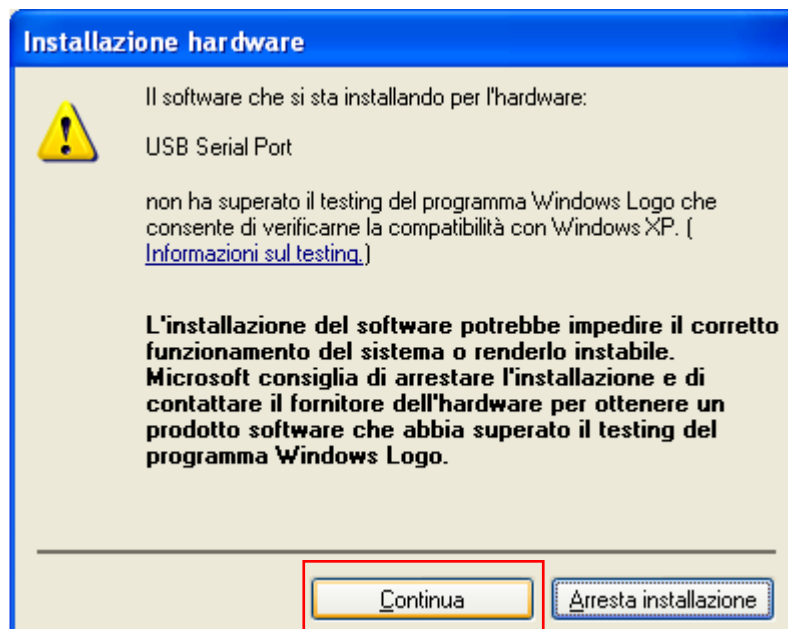 Installazione hardware
Il software che si sta installando per l'hardware:
USB Serial Port
non ha superato il testing del programma Windows Logo che
consente di verificarne la compatibilità con Windows XP. (
Informazioni sul testing.)
L'installazione del software potrebbe impedire il corretto
funzionamento del sistema o renderlo instabile.
Microsoft consiglia di arrestare l'installazione e di
contattare il fornitore dell'hardware per ottenere un
prodotto software che abbia superato il testing del
programma Windows Logo.
Continua
Arresta installazione